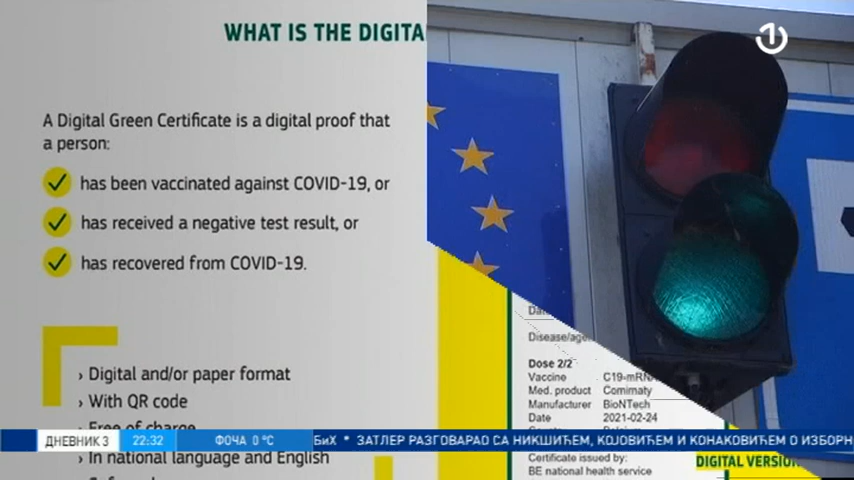 WHAT IS THE DIGITA
A Digital Green Certificate is a digital proof that
a person:
has been vaccinated against COVID-19, or
has received a negative test result, or
has recovered from COVID-19.
› Digital and/or paper format
› With QR code
Free of charge
› In national language and English
Disease/age
Dose 2/2
Vaccine C19-mRN
Med. product Comirnaty
Manufacturer BioNTech
Date 2021-02-24
Certificate issued by:
BE national health service
DIGITAL VERSION
ДНЕВНИК 3 22:32 ФОЧА 0 °C БиХ * ЗАТЛЕР РАЗГОВАРАО СА НИКШИЋЕМ, КОЈОВИЋЕМ И КОНАКОВИЋЕМ О ИЗБОРН